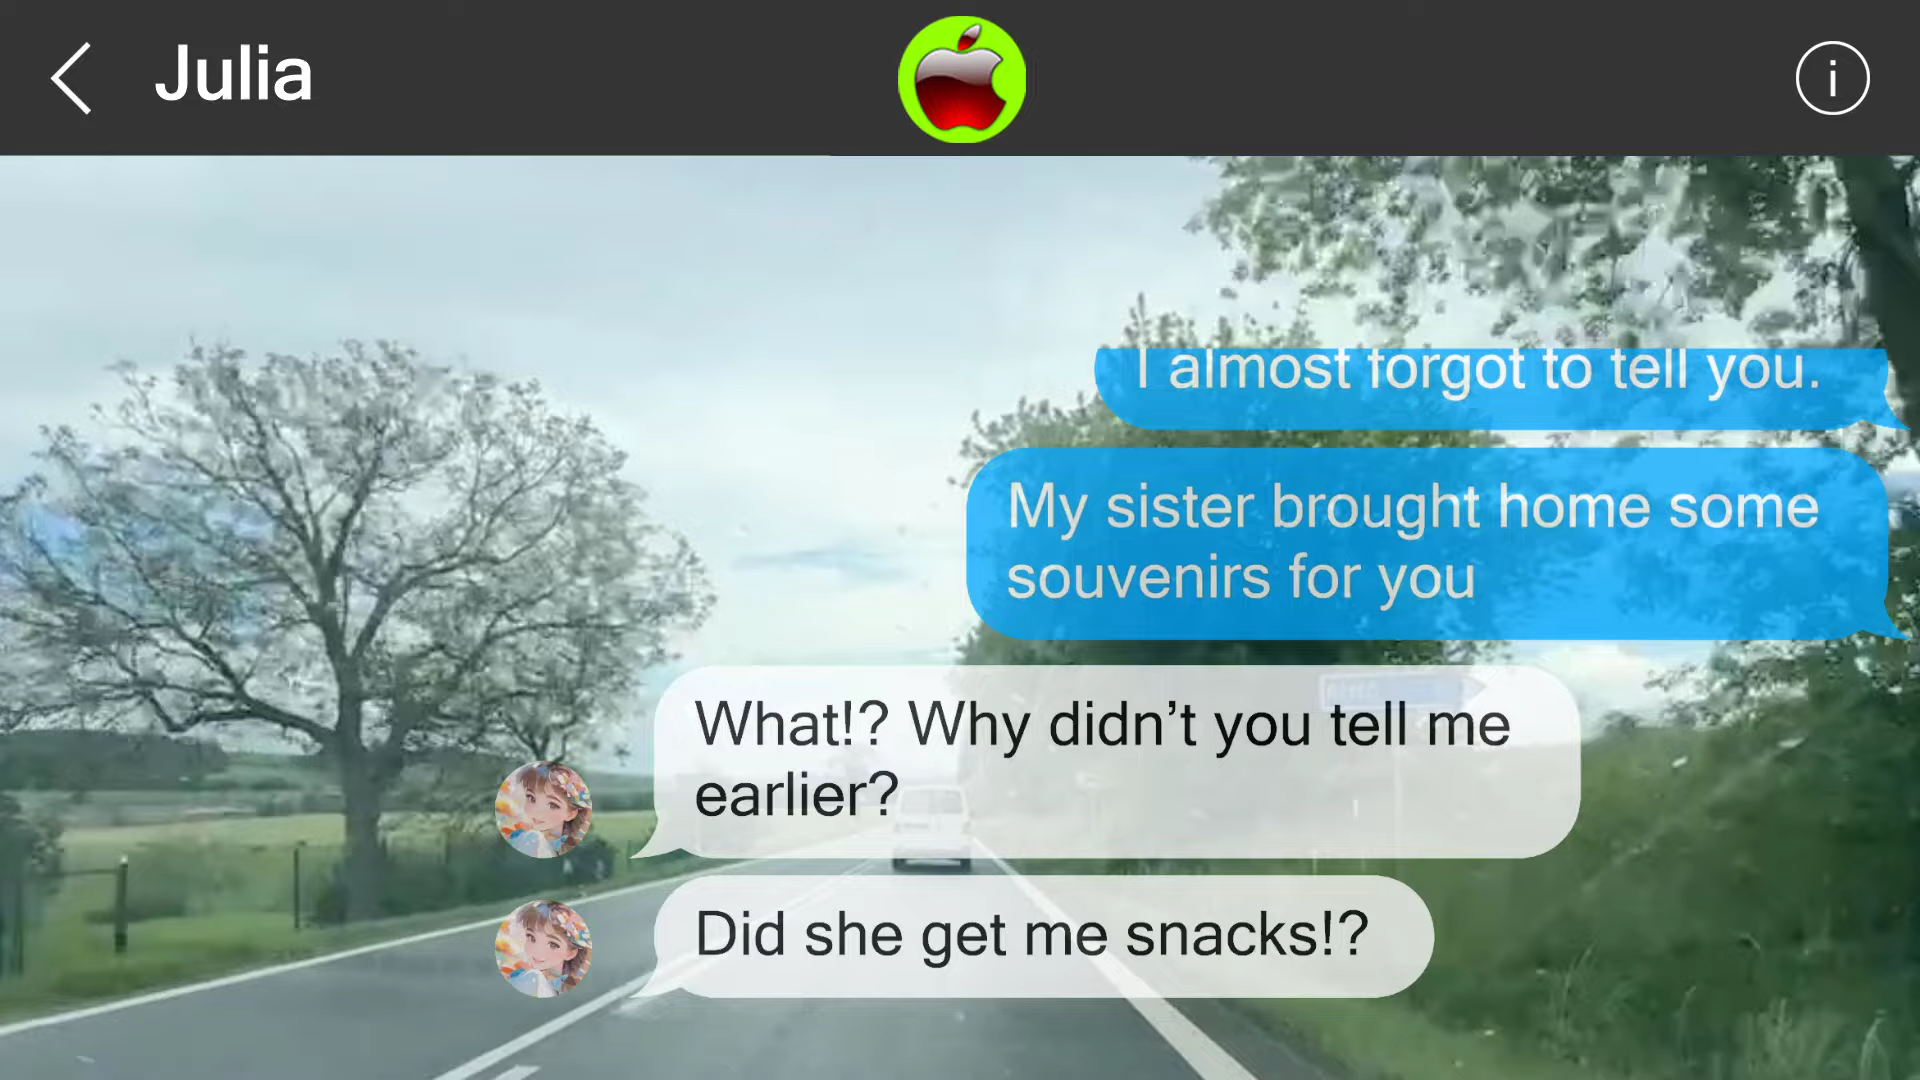 Julia
i
I almost forgot to tell you.
My sister brought home some
souvenirs for you
What!? Why didn’t you tell me
earlier?
Did she get me snacks!?